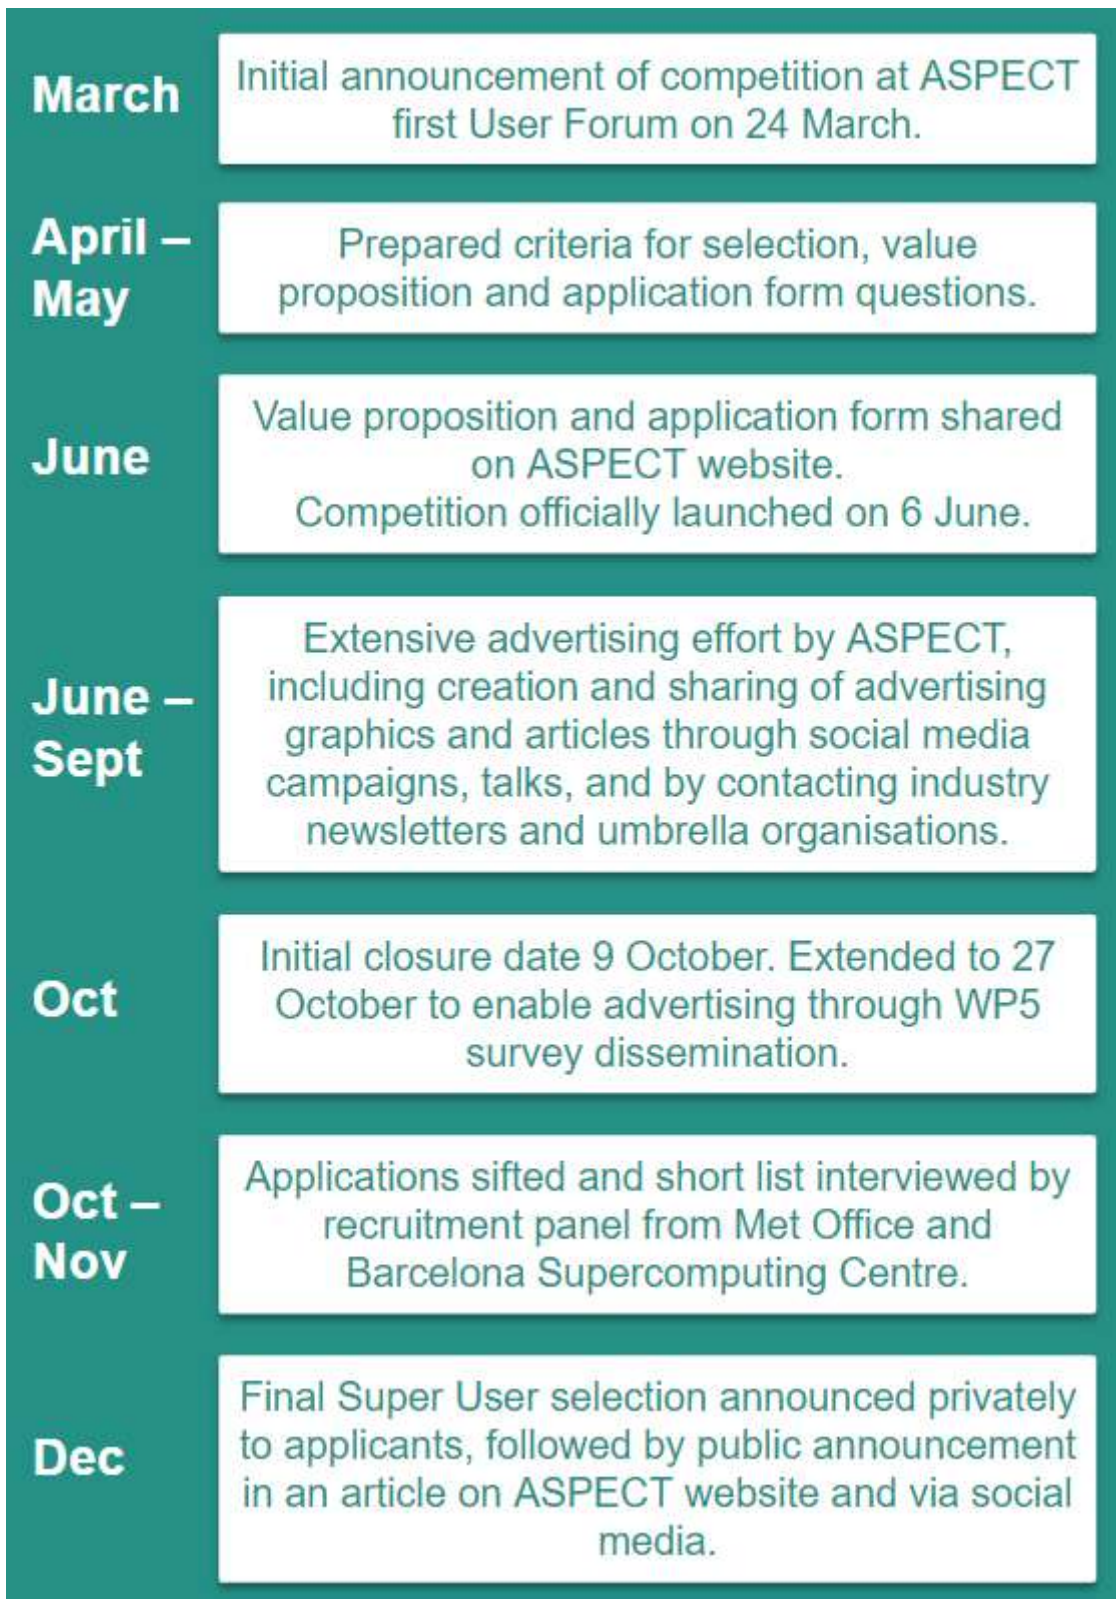 March
Initial announcement of competition at ASPECT
first User Forum on 24 March.
April –
May
Prepared criteria for selection, value
proposition and application form questions.
June
Value proposition and application form shared
on ASPECT website.
Competition officially launched on 6 June.
June –
Sept
Extensive advertising effort by ASPECT,
including creation and sharing of advertising
graphics and articles through social media
campaigns, talks, and by contacting industry
newsletters and umbrella organisations.
Oct
Initial closure date 9 October. Extended to 27
October to enable advertising through WP5
survey dissemination.
Oct –
Nov
Applications sifted and short list interviewed by
recruitment panel from Met Office and
Barcelona Supercomputing Centre.
Dec
Final Super User selection announced privately
to applicants, followed by public announcement
in an article on ASPECT website and via social
media.